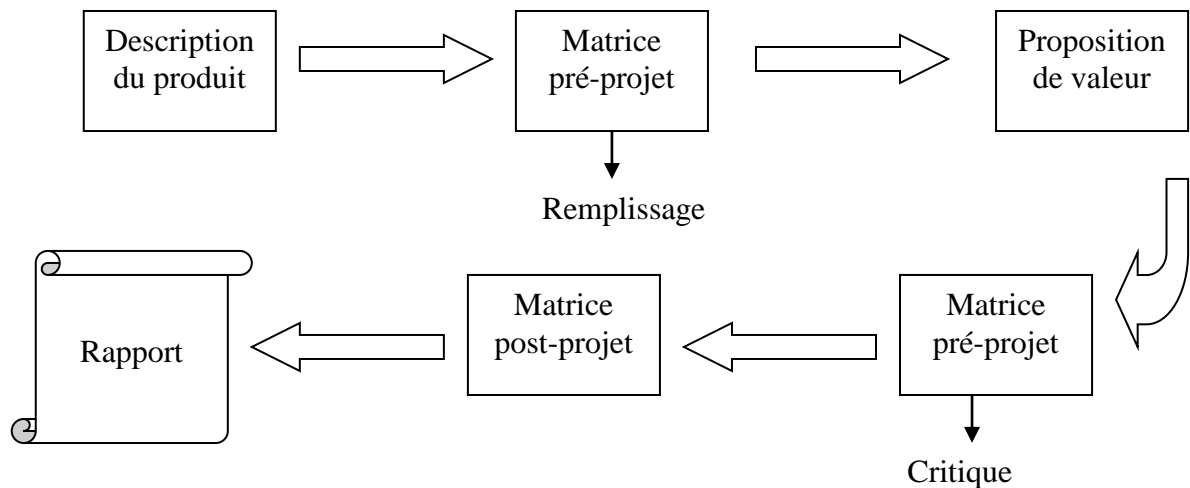 Description
du produit
Matrice
pré-projet
Proposition
de valeur
Remplissage
Rapport
Matrice
post-projet
Matrice
pré-projet
Critique